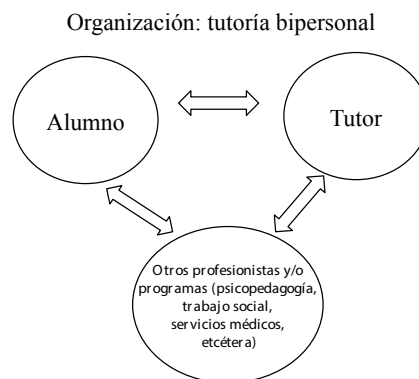 Organización: tutoría bipersonal
Alumno
Tutor
Otros profesionistas y/o
programas (psicopedagogía,
trabajo social,
servicios médicos,
etcétera)